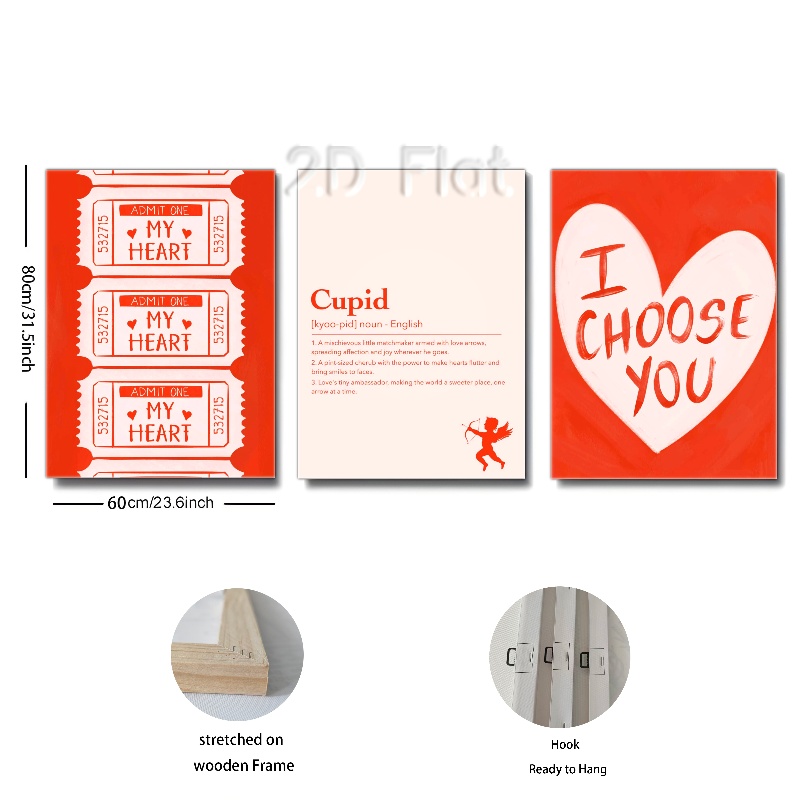 2D Flat
80cm/31.5inch
ADMIT ONE
532715
MY
HEART
532715
ADMIT ONE
532715
MY
HEART
532715
ADMIT ONE
532715
MY
HEART
532715
60cm/23.6inch
Cupid
[kyoo-pid] noun - English
1. A mischievous little matchmaker armed with love arrows,
spreading affection and joy wherever he goes.
2. A pint-sized cherub with the power to make hearts flutter and
bring smiles to faces.
3. Love's tiny ambassador, making the world a sweeter place, one
arrow at a time.
I
CHOOSE
YOU
stretched on
wooden Frame
Hook
Ready to Hang